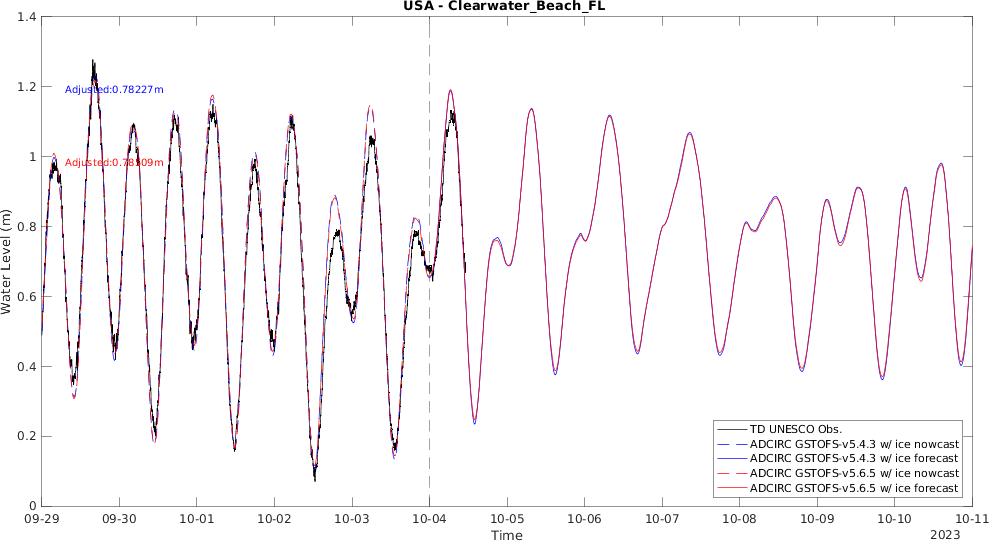 USA - Clearwater_Beach_FL
1.4
1.2
1
0.8
0.6
0.4
0.2
0
Water Level (m)
Adjusted:0.78227m
Adjusted:0.78509m
TD UNESCO Obs.
ADCIRC GSTOFS-v5.4.3 w/ ice nowcast
ADCIRC GSTOFS-v5.4.3 w/ ice forecast
ADCIRC GSTOFS-v5.6.5 w/ ice nowcast
ADCIRC GSTOFS-v5.6.5 w/ ice forecast
09-29 09-30 10-01 10-02 10-03 10-04 10-05 10-06 10-07 10-08 10-09 10-10 10-11
Time
2023